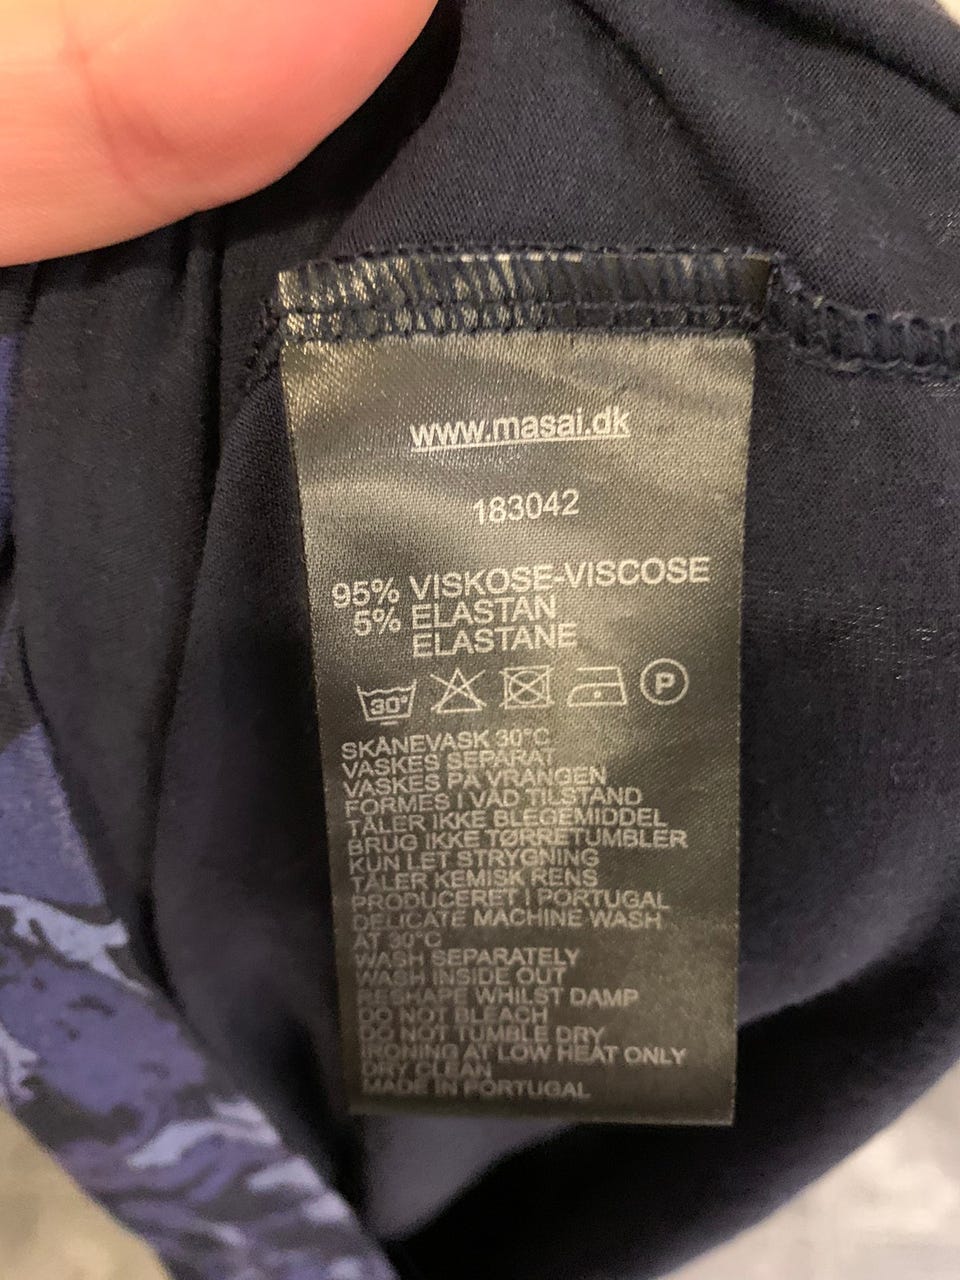 www.masai.dk
183042
95% VISKOSE-VISCOSE
5% ELASTAN
ELASTANE
30° P
SKÅNEVASK 30°C
VASKES SEPARAT
VASKES PÅ VRANGEN
FORMES I VÅD TILSTAND
TÅLER IKKE BLEGEMIDDEL
BRUG IKKE TØRRETUMBLER
KUN LET STRYGNING
TÅLER KEMISK RENS
PRODUCERET I PORTUGAL
DELICATE MACHINE WASH
AT 30°C
WASH SEPARATELY
WASH INSIDE OUT
RESHAPE WHILST DAMP
DO NOT BLEACH
DO NOT TUMBLE DRY
IRONING AT LOW HEAT ONLY
DRY CLEAN
MADE IN PORTUGAL